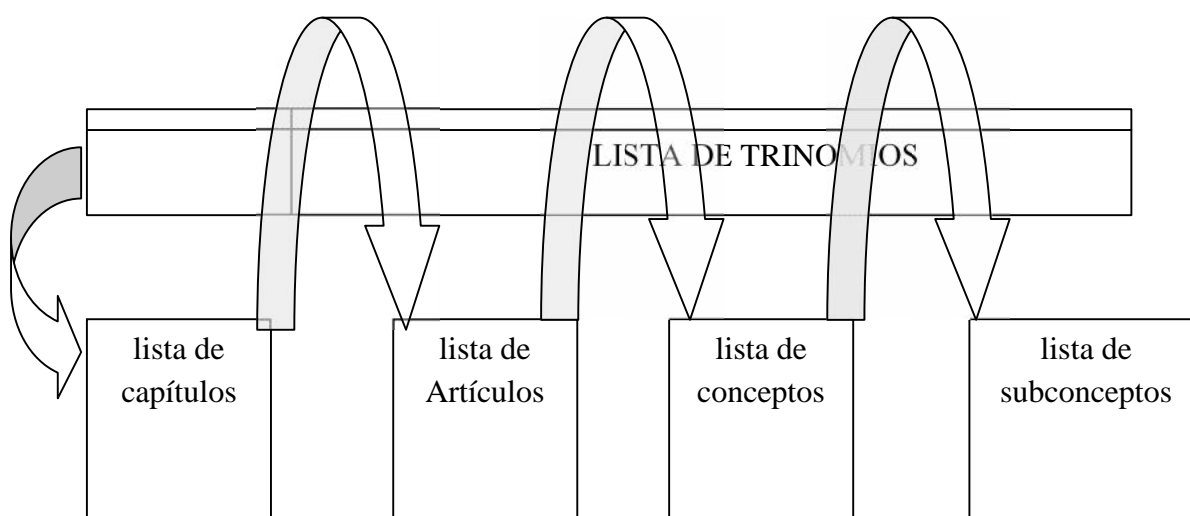 LISTA DE TRINOMIOS
lista de
capítulos
lista de
Artículos
lista de
conceptos
lista de
subconceptos